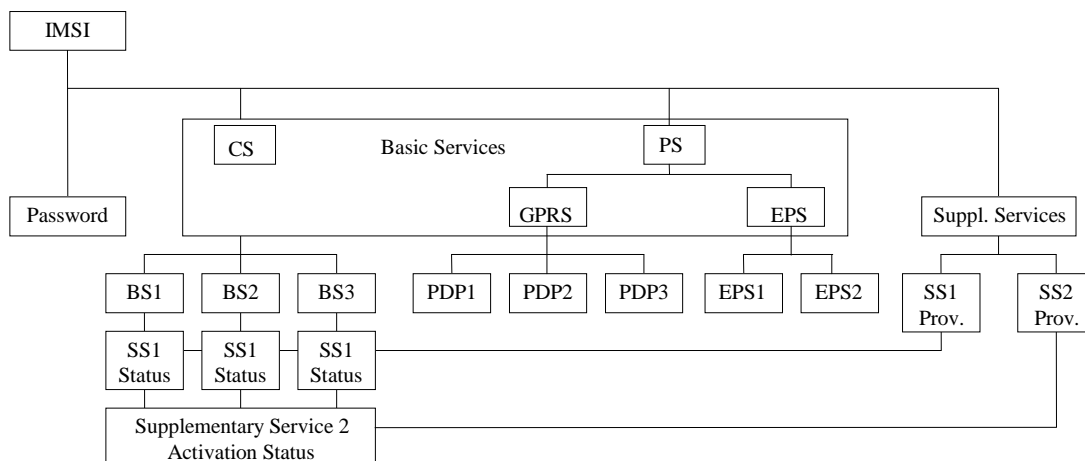 IMSI
CS
Basic Services
PS
Password
GPRS
EPS
Suppl. Services
BS1
BS2
BS3
PDP1
PDP2
PDP3
EPS1
EPS2
SS1
Prov.
SS2
Prov.
SS1
Status
SS1
Status
SS1
Status
Supplementary Service 2
Activation Status